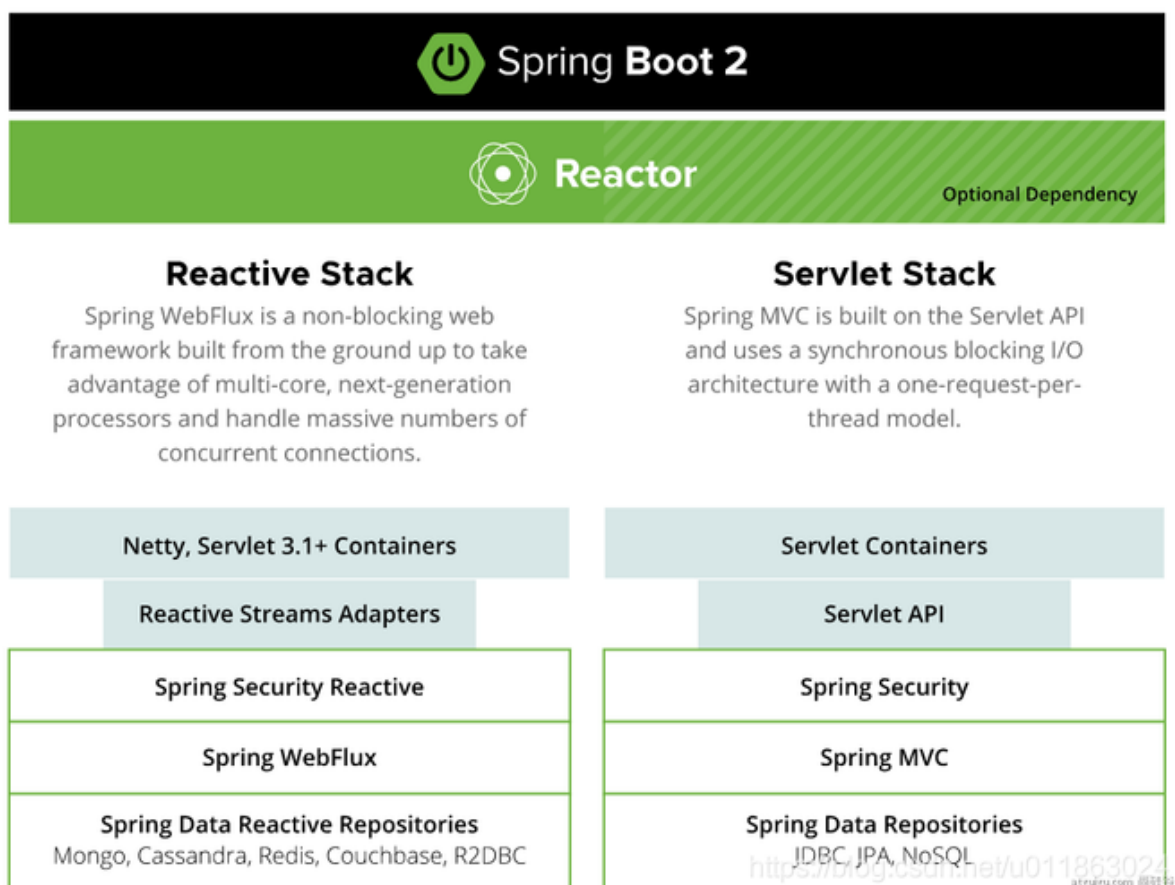 Spring Boot 2
Reactor
Optional Dependency
Reactive Stack
Spring WebFlux is a non-blocking web
framework built from the ground up to take
advantage of multi-core, next-generation
processors and handle massive numbers of
concurrent connections.
Netty, Servlet 3.1+ Containers
Reactive Streams Adapters
Spring Security Reactive
Spring WebFlux
Spring Data Reactive Repositories
Mongo, Cassandra, Redis, Couchbase, R2DBC
Servlet Stack
Spring MVC is built on the Servlet API
and uses a synchronous blocking I/O
architecture with a one-request-per-
thread model.
Servlet Containers
Servlet API
Spring Security
Spring MVC
Spring Data Repositories
JDBC, JPA, NoSQL
https://blog.csdn.net/u011863024